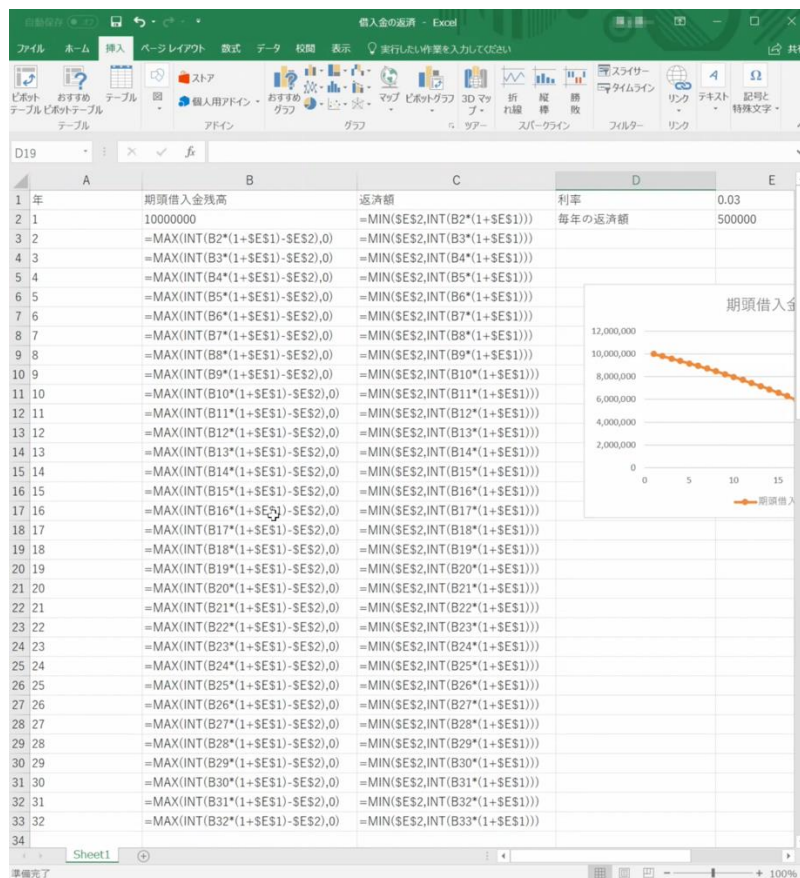 自動保存
借入金の返済 - Excel
ファイル ホーム 挿入 ページ レイアウト 数式 データ 校閲 表示 実行したい作業を入力してください 共
ピボット テーブル
おすすめ ピボットテーブル
テーブル
図
ストア
個人用アドイン
おすすめ グラフ
マップ
ピボットグラフ
3D マップ
折れ線
縦棒
勝敗
スライサー
タイムライン
リンク
テキスト
記号と特殊文字
テーブル アドイン グラフ ツアー スパークライン フィルター リンク
D19 fx
A B C D E
1 年 期首借入金残高 返済額 利率 0.03
2 1 10000000 =MIN($E$2,INT(B2*(1+$E$1))) 毎年の返済額 500000
3 2 =MAX(INT(B2*(1+$E$1)-$E$2),0) =MIN($E$2,INT(B3*(1+$E$1)))
4 3 =MAX(INT(B3*(1+$E$1)-$E$2),0) =MIN($E$2,INT(B4*(1+$E$1)))
5 4 =MAX(INT(B4*(1+$E$1)-$E$2),0) =MIN($E$2,INT(B5*(1+$E$1)))
6 5 =MAX(INT(B5*(1+$E$1)-$E$2),0) =MIN($E$2,INT(B6*(1+$E$1)))
7 6 =MAX(INT(B6*(1+$E$1)-$E$2),0) =MIN($E$2,INT(B7*(1+$E$1)))
8 7 =MAX(INT(B7*(1+$E$1)-$E$2),0) =MIN($E$2,INT(B8*(1+$E$1)))
9 8 =MAX(INT(B8*(1+$E$1)-$E$2),0) =MIN($E$2,INT(B9*(1+$E$1)))
10 9 =MAX(INT(B9*(1+$E$1)-$E$2),0) =MIN($E$2,INT(B10*(1+$E$1)))
11 10 =MAX(INT(B10*(1+$E$1)-$E$2),0) =MIN($E$2,INT(B11*(1+$E$1)))
12 11 =MAX(INT(B11*(1+$E$1)-$E$2),0) =MIN($E$2,INT(B12*(1+$E$1)))
13 12 =MAX(INT(B12*(1+$E$1)-$E$2),0) =MIN($E$2,INT(B13*(1+$E$1)))
14 13 =MAX(INT(B13*(1+$E$1)-$E$2),0) =MIN($E$2,INT(B14*(1+$E$1)))
15 14 =MAX(INT(B14*(1+$E$1)-$E$2),0) =MIN($E$2,INT(B15*(1+$E$1)))
16 15 =MAX(INT(B15*(1+$E$1)-$E$2),0) =MIN($E$2,INT(B16*(1+$E$1)))
17 16 =MAX(INT(B16*(1+$E$1)-$E$2),0) =MIN($E$2,INT(B17*(1+$E$1)))
18 17 =MAX(INT(B17*(1+$E$1)-$E$2),0) =MIN($E$2,INT(B18*(1+$E$1)))
19 18 =MAX(INT(B18*(1+$E$1)-$E$2),0) =MIN($E$2,INT(B19*(1+$E$1)))
20 19 =MAX(INT(B19*(1+$E$1)-$E$2),0) =MIN($E$2,INT(B20*(1+$E$1)))
21 20 =MAX(INT(B20*(1+$E$1)-$E$2),0) =MIN($E$2,INT(B21*(1+$E$1)))
22 21 =MAX(INT(B21*(1+$E$1)-$E$2),0) =MIN($E$2,INT(B22*(1+$E$1)))
23 22 =MAX(INT(B22*(1+$E$1)-$E$2),0) =MIN($E$2,INT(B23*(1+$E$1)))
24 23 =MAX(INT(B23*(1+$E$1)-$E$2),0) =MIN($E$2,INT(B24*(1+$E$1)))
25 24 =MAX(INT(B24*(1+$E$1)-$E$2),0) =MIN($E$2,INT(B25*(1+$E$1)))
26 25 =MAX(INT(B25*(1+$E$1)-$E$2),0) =MIN($E$2,INT(B26*(1+$E$1)))
27 26 =MAX(INT(B26*(1+$E$1)-$E$2),0) =MIN($E$2,INT(B27*(1+$E$1)))
28 27 =MAX(INT(B27*(1+$E$1)-$E$2),0) =MIN($E$2,INT(B28*(1+$E$1)))
29 28 =MAX(INT(B28*(1+$E$1)-$E$2),0) =MIN($E$2,INT(B29*(1+$E$1)))
30 29 =MAX(INT(B29*(1+$E$1)-$E$2),0) =MIN($E$2,INT(B30*(1+$E$1)))
31 30 =MAX(INT(B30*(1+$E$1)-$E$2),0) =MIN($E$2,INT(B31*(1+$E$1)))
32 31 =MAX(INT(B31*(1+$E$1)-$E$2),0) =MIN($E$2,INT(B32*(1+$E$1)))
33 32 =MAX(INT(B32*(1+$E$1)-$E$2),0) =MIN($E$2,INT(B33*(1+$E$1)))
34
期首借入金
12,000,000
10,000,000
8,000,000
6,000,000
4,000,000
2,000,000
0
0 5 10 15
期首借入
Sheet1
準備完了 100%